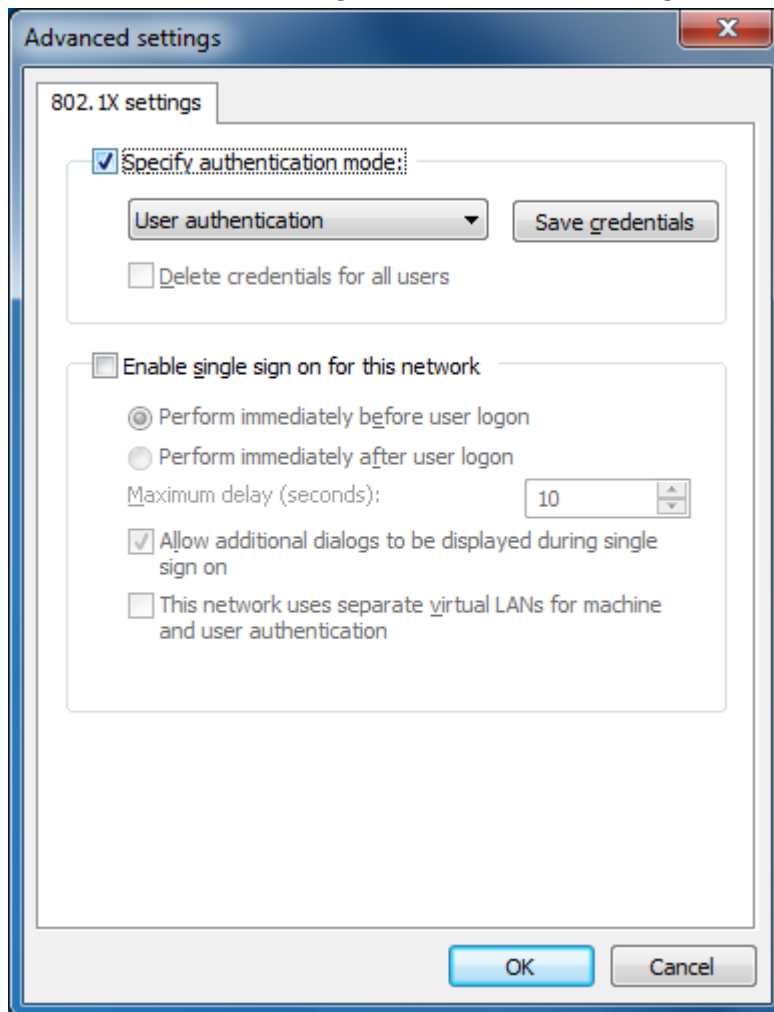 Advanced settings
802.1X settings
Specify authentication mode:
User authentication
Save credentials
Delete credentials for all users
Enable single sign on for this network
Perform immediately before user logon
Perform immediately after user logon
Maximum delay (seconds):
10
Allow additional dialogs to be displayed during single
sign on
This network uses separate virtual LANs for machine
and user authentication
OK
Cancel